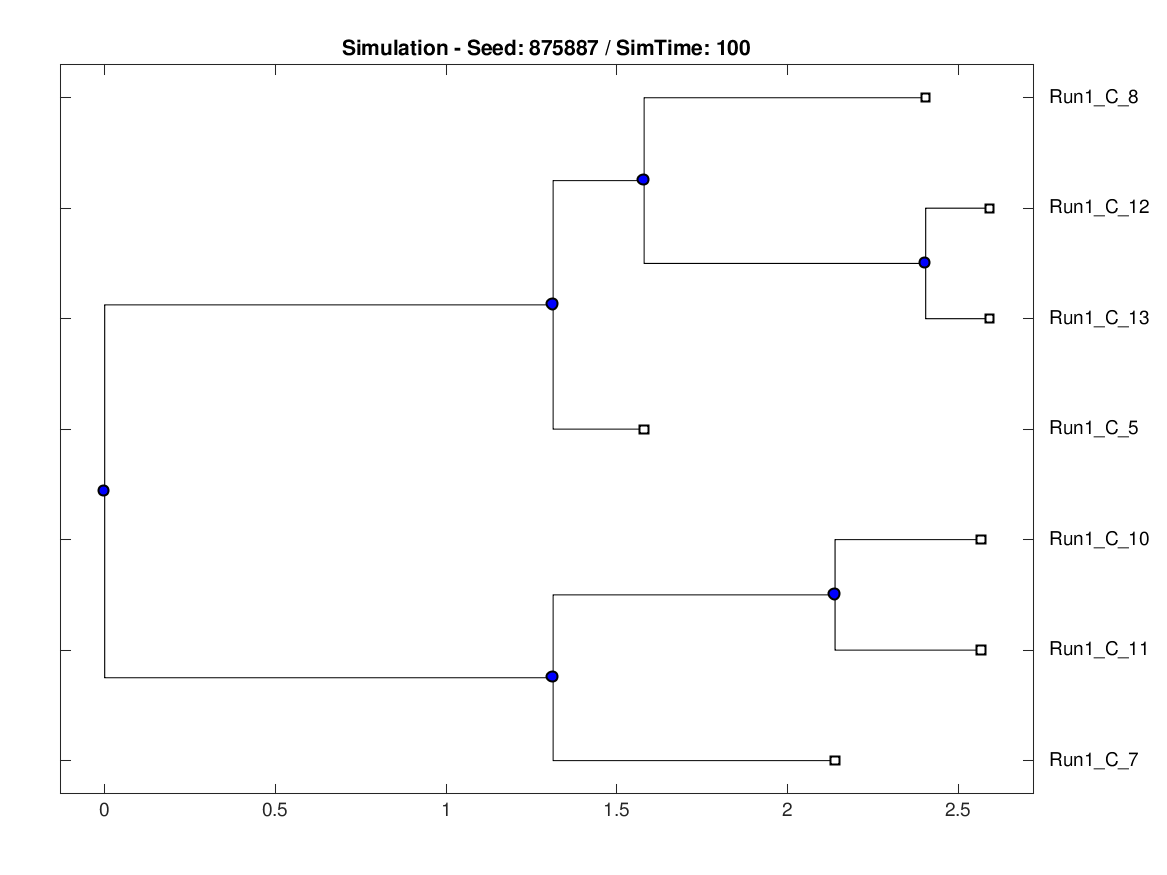 Simulation - Seed: 875887 / SimTime: 100
Run1_C_8
Run1_C_12
Run1_C_13
Run1_C_5
Run1_C_10
Run1_C_11
Run1_C_7
0 0.5 1 1.5 2 2.5